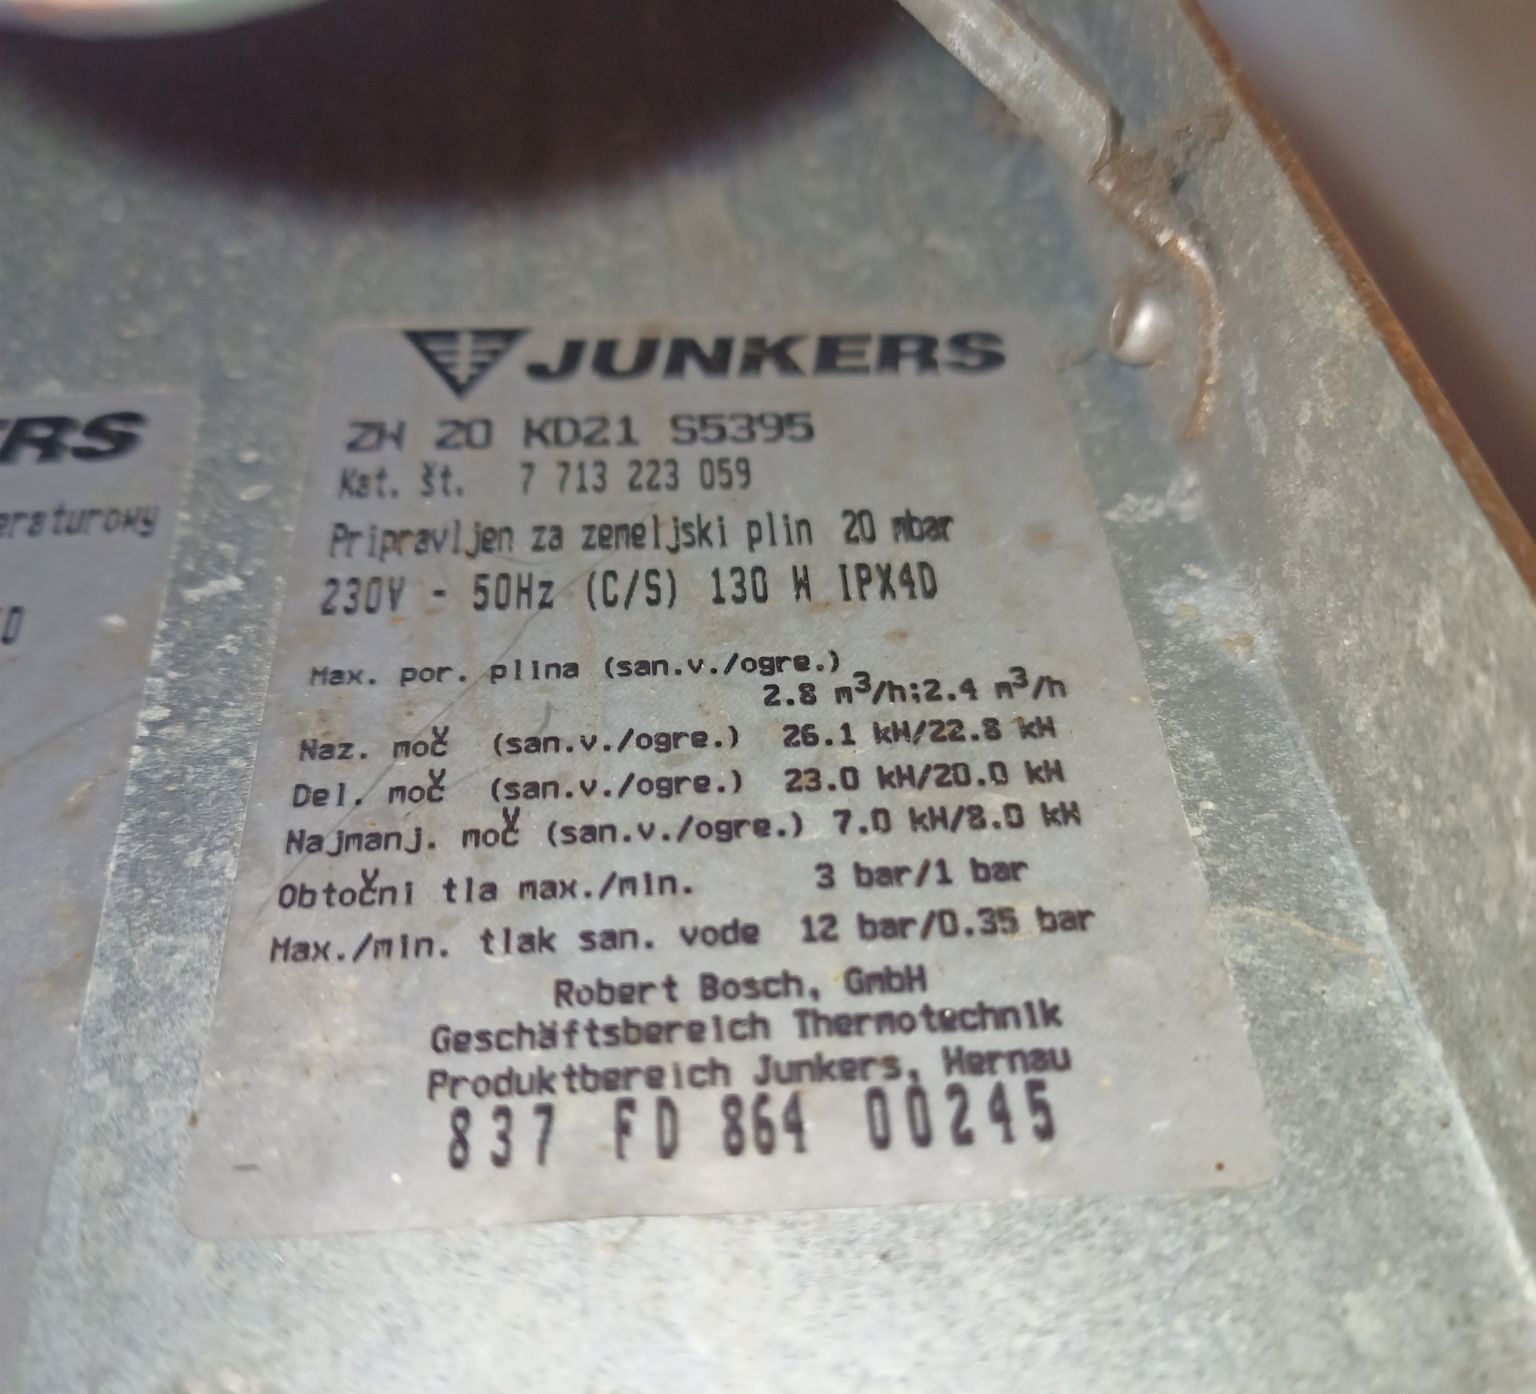 JUNKERS
ZW 20 KD21 S5395
Kat. št. 7 713 223 059
Pripravljen za zemeljski plin 20 mbar
230V - 50Hz (C/S) 130 W IPX4D
Max. por. plina (san.v./ogre.)
2.8 m³/h;2.4 m³/h
Naz. moč (san.v./ogre.) 26.1 kW/22.8 kW
Del. moč (san.v./ogre.) 23.0 kW/20.0 kW
Najmanj. moč (san.v./ogre.) 7.0 kW/8.0 kW
Obtočni tla max./min. 3 bar/1 bar
Max./min. tlak san. vode 12 bar/0.35 bar
Robert Bosch, GmbH
Geschäftsbereich Thermotechnik
Produktbereich Junkers, Wernau
837 FD 864 00245